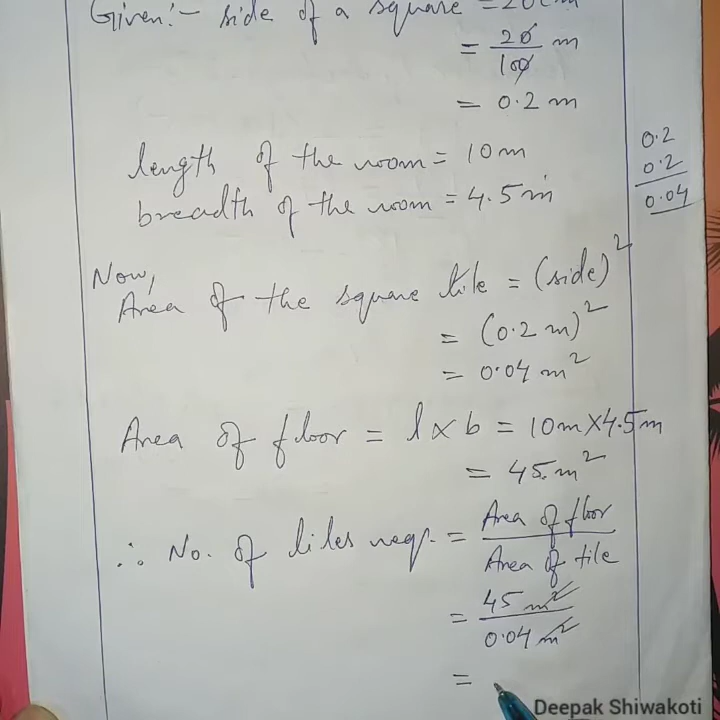 Given:- side of a square = 20cm
= 20/100 m
= 0.2 m
length of the room = 10m
breadth of the room = 4.5m
0.2
0.2
0.04
Now,
Area of the square tile = (side)²
= (0.2 m)²
= 0.04 m²
Area of floor = l × b = 10m × 4.5m
= 45 m²
∴ No. of tiles req. = Area of floor / Area of tile
= 45 m² / 0.04 m²
=
Deepak Shiwakoti